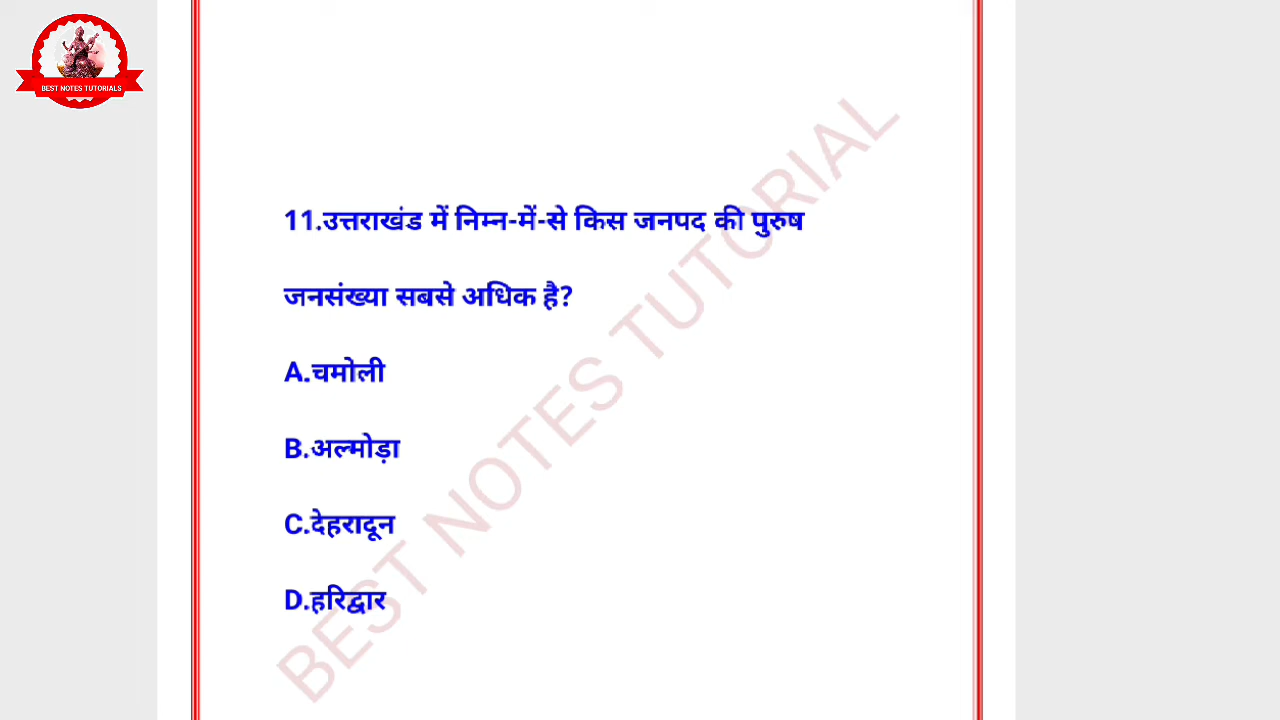 BEST NOTES TUTORIALS
11.उत्तराखंड में निम्न-में-से किस जनपद की पुरुष
जनसंख्या सबसे अधिक है?
A.चमोली
B.अल्मोड़ा
C.देहरादून
D.हरिद्वार
BEST NOTES TUTORIAL